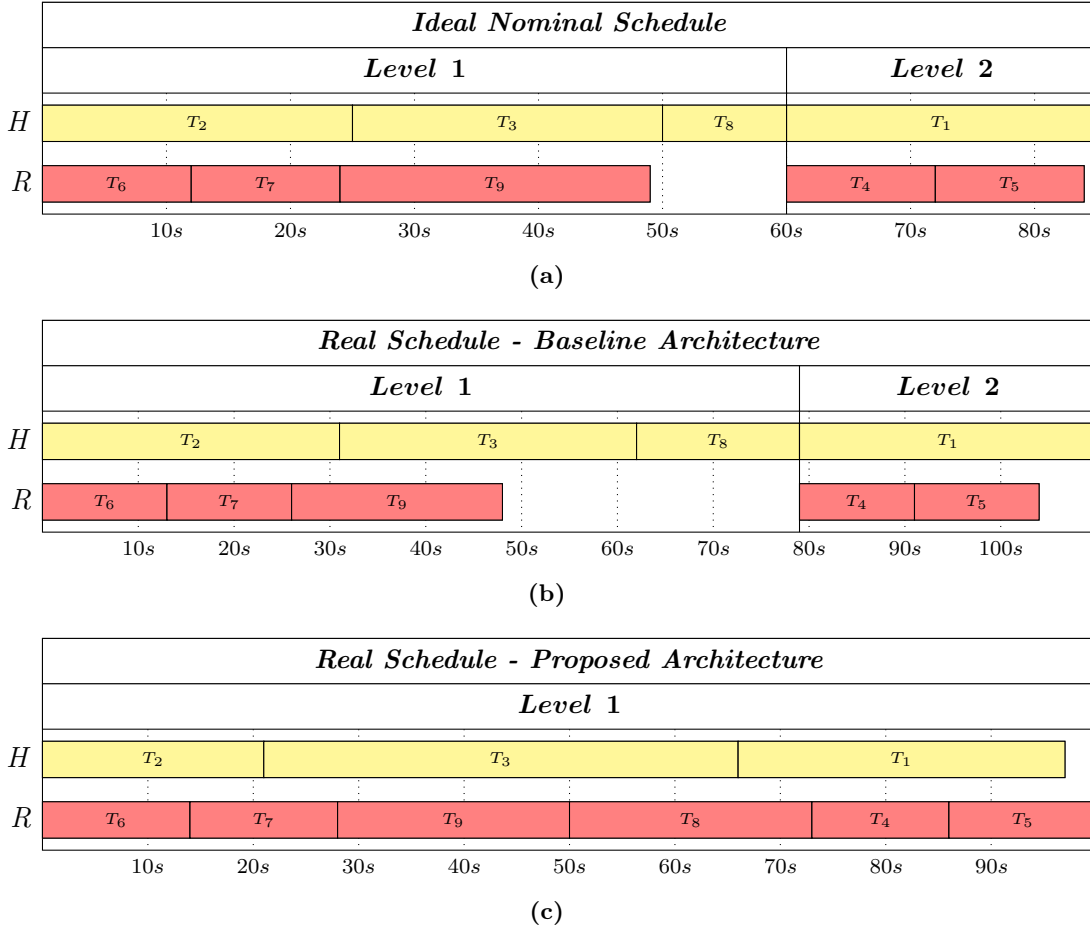 Ideal Nominal Schedule
Level 1 Level 2
H T₂ T₃ T₈ T₁
R T₆ T₇ T₉ T₄ T₅
10s 20s 30s 40s 50s 60s 70s 80s
(a)
Real Schedule - Baseline Architecture
Level 1 Level 2
H T₂ T₃ T₈ T₁
R T₆ T₇ T₉ T₄ T₅
10s 20s 30s 40s 50s 60s 70s 80s 90s 100s
(b)
Real Schedule - Proposed Architecture
Level 1
H T₂ T₃ T₁
R T₆ T₇ T₉ T₈ T₄ T₅
10s 20s 30s 40s 50s 60s 70s 80s 90s
(c)